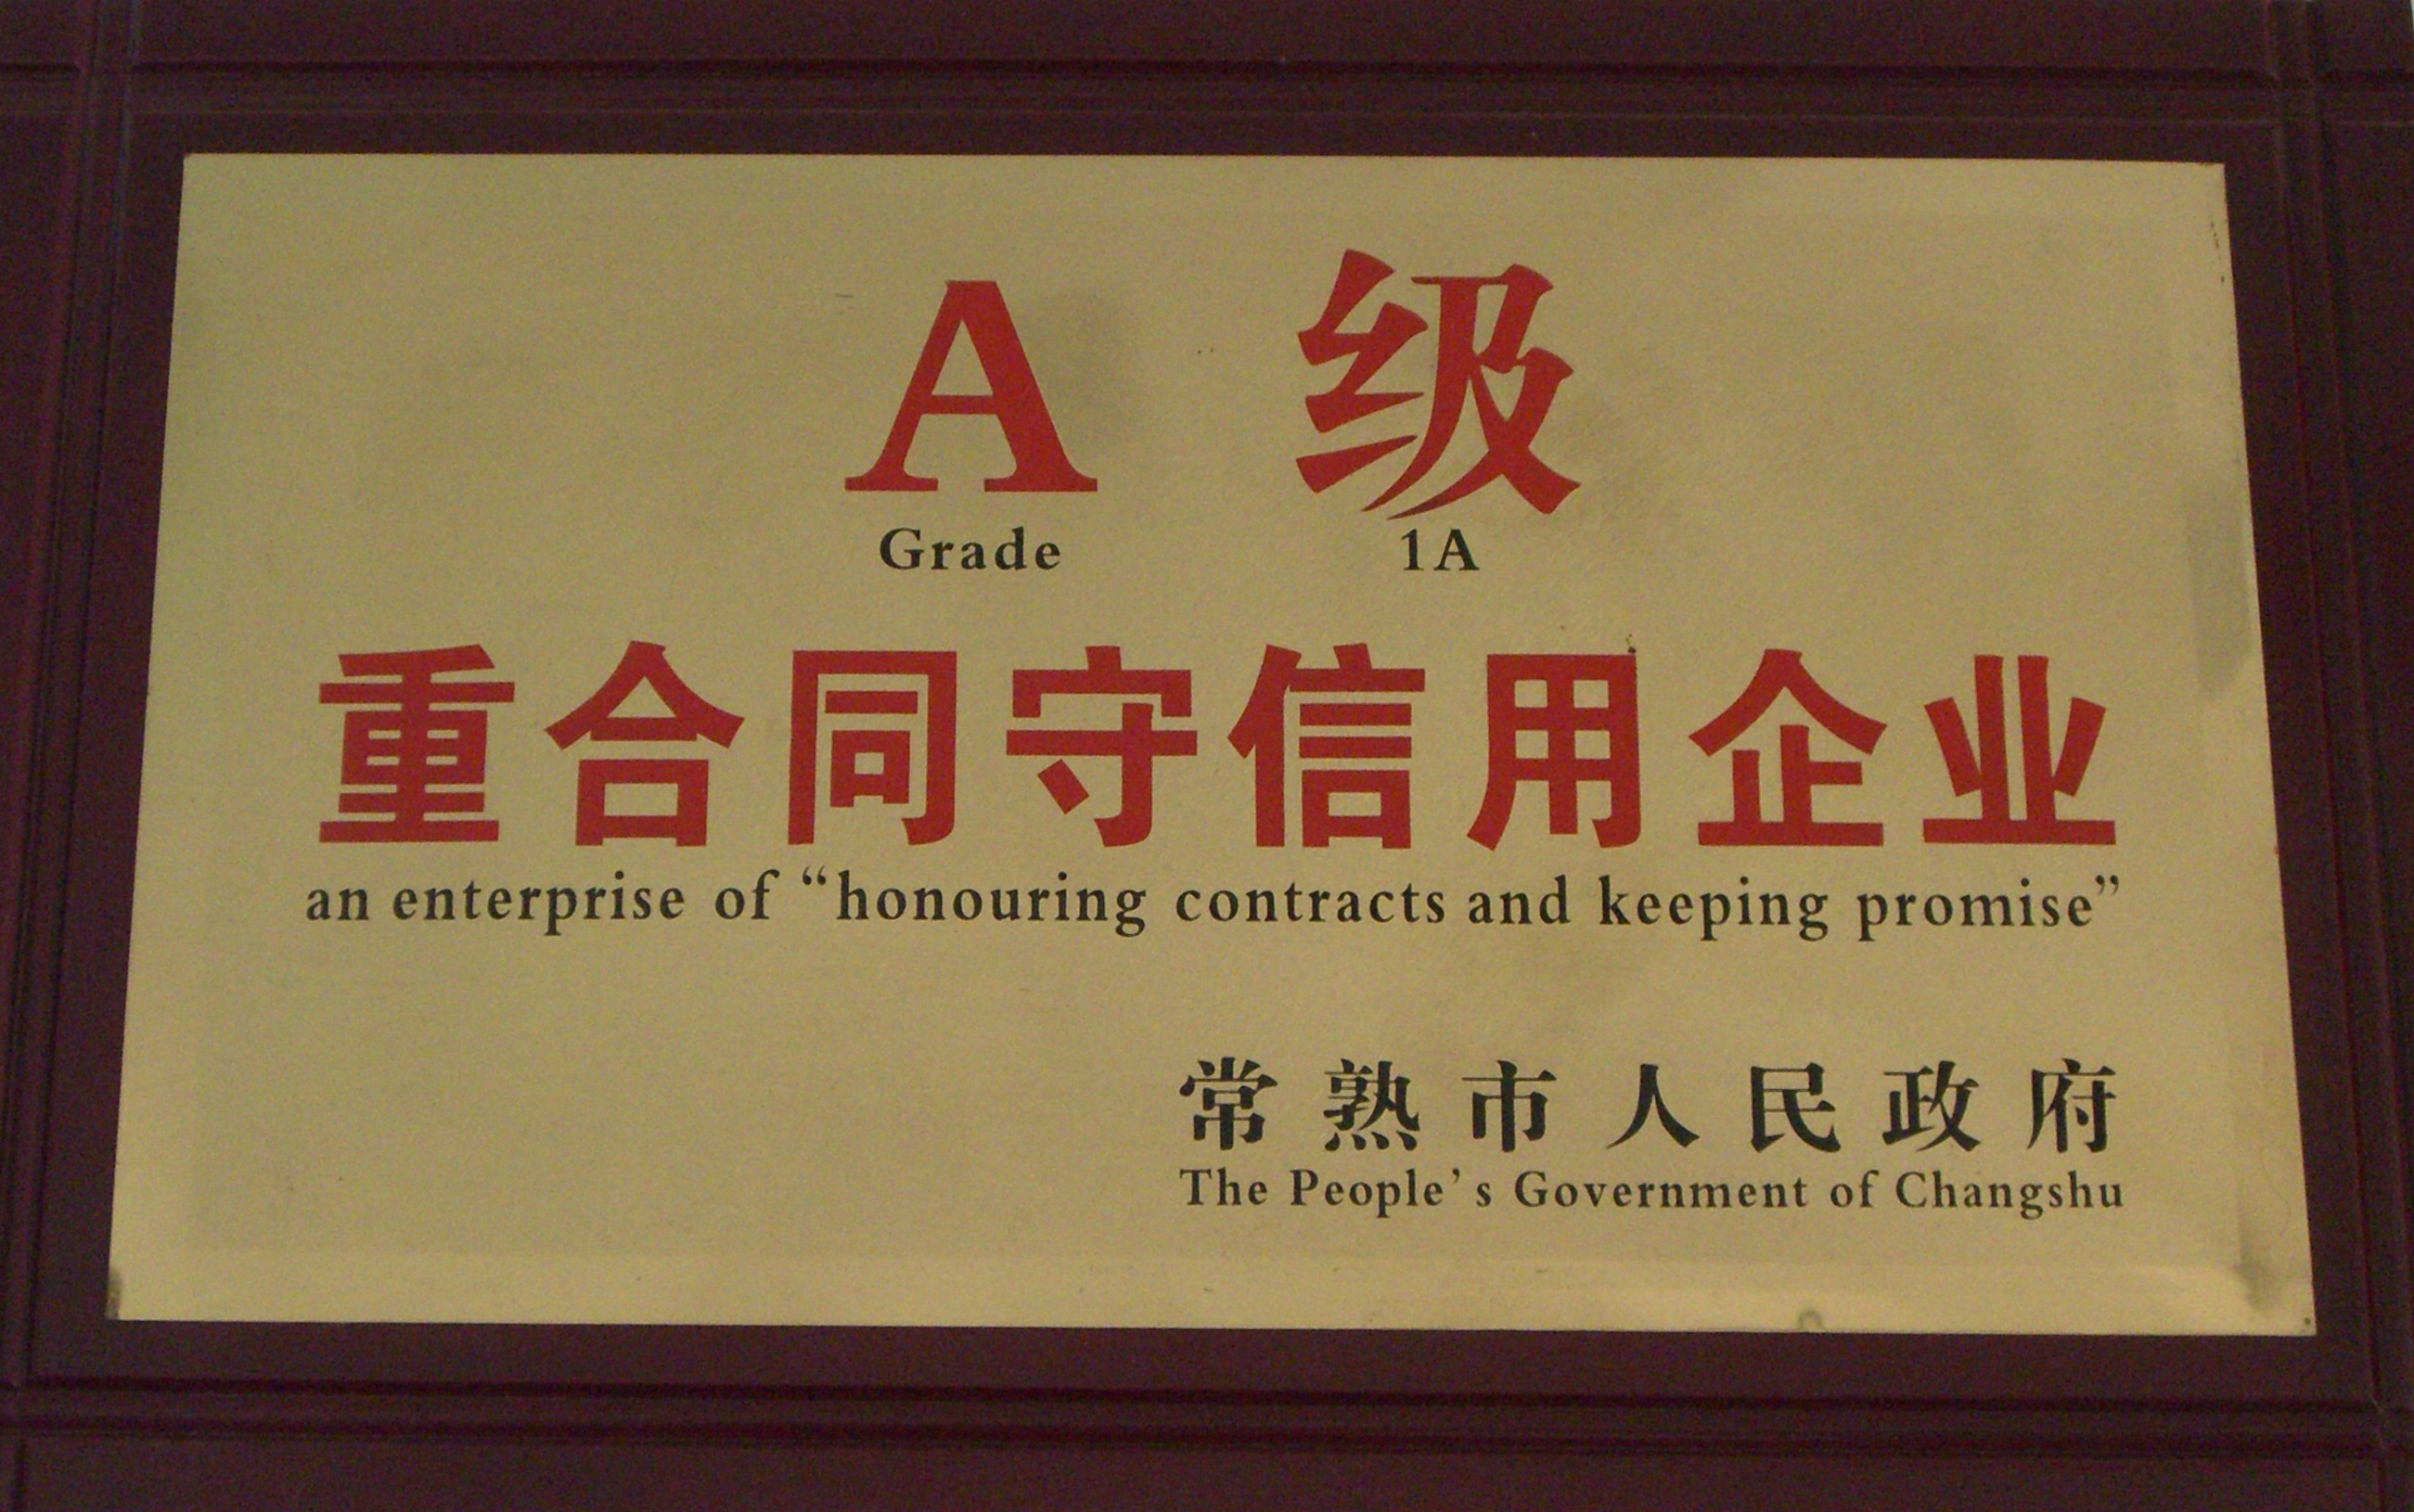 A 级
Grade 1A
重合同守信用企业
an enterprise of “honouring contracts and keeping promise”
常熟市人民政府
The People’s Government of Changshu